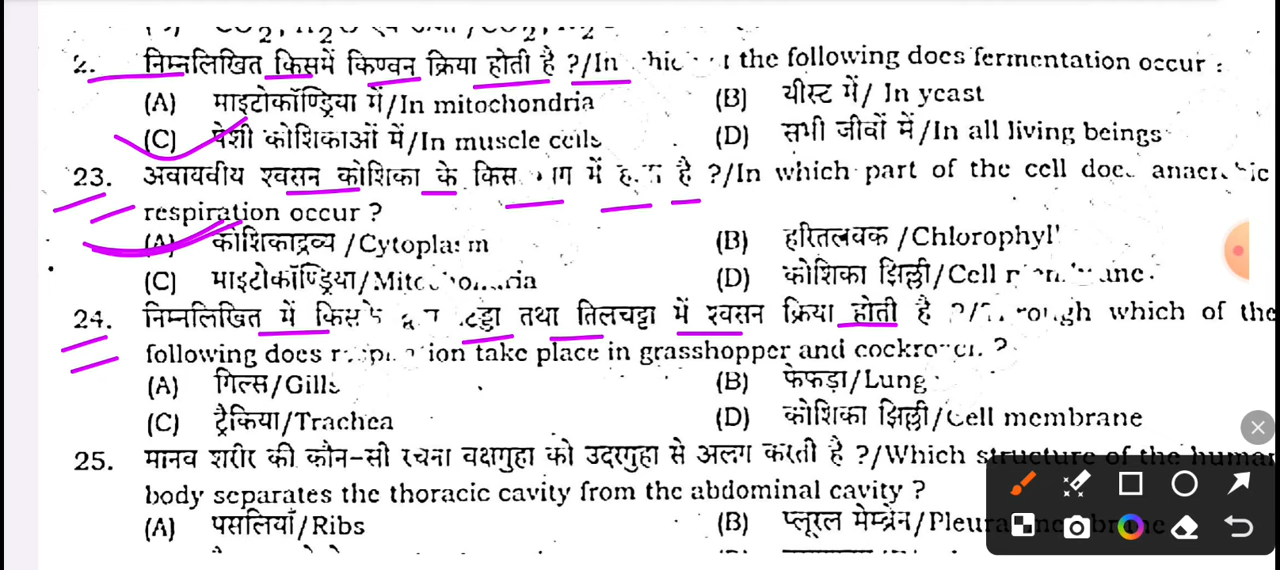 2. निम्नलिखित किसमें किण्वन क्रिया होती है ?/In the following does fermentation occur :
(A) माइटोकॉण्ड्रिया में/In mitochondria (B) यीस्ट में/ In yeast
(C) पेशी कोशिकाओं में/In muscle cells (D) सभी जीवों में/In all living beings
23. अवायवीय श्वसन कोशिका के किस में है ?/In which part of the cell does
respiration occur ?
(A) कोशिकाद्रव्य /Cytoplasm (B) हरितलवक /Chlorophyl
(C) माइटोकॉण्ड्रिया/ (D) कोशिका झिल्ली/Cell
24. निम्नलिखित में तथा तिलचट्टा में श्वसन क्रिया होती है ?/ which of the
following does take place in grasshopper and ?
(A) गिल्स/Gills (B) फेफड़ा/Lung
(C) ट्रैकिया/Trachea (D) कोशिका झिल्ली/Cell membrane
25. मानव शरीर की कौन-सी रचना वक्षगुहा को उदरगुहा से अलग करती है ?/Which structure of the human
body separates the thoracic cavity from the abdominal cavity ?
(A) पसलियाँ/Ribs (B) प्लूरल मेम्ब्रेन/